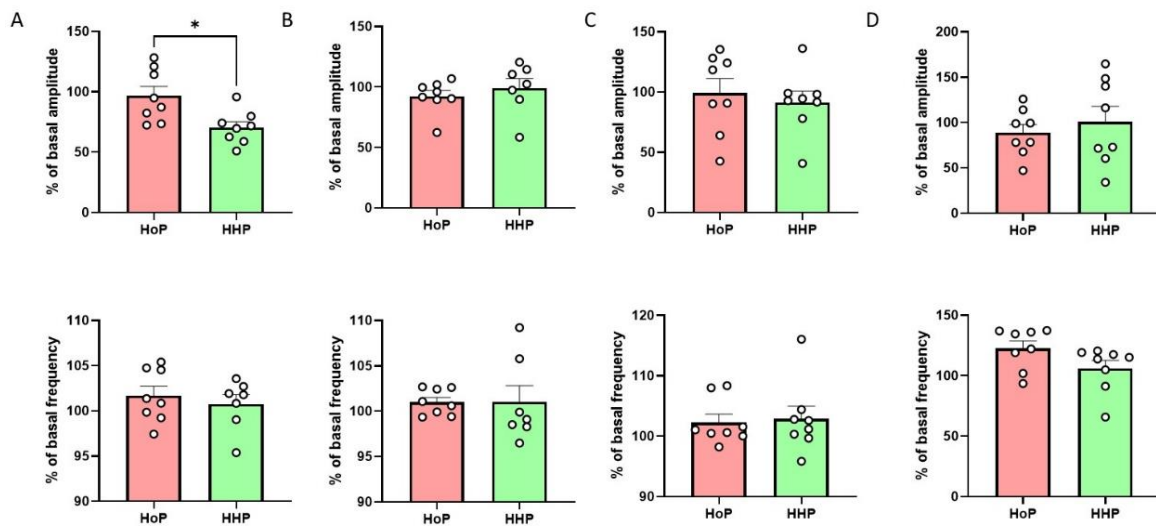 A
% of basal amplitude
150
100
50
0
*
HoP
HHP
B
% of basal amplitude
150
100
50
0
HoP
HHP
C
% of basal amplitude
150
100
50
0
HoP
HHP
D
% of basal amplitude
200
150
100
50
0
HoP
HHP
% of basal frequency
110
105
100
95
90
HoP
HHP
% of basal frequency
110
105
100
95
90
HoP
HHP
% of basal frequency
120
110
100
90
HoP
HHP
% of basal frequency
150
100
50
0
HoP
HHP